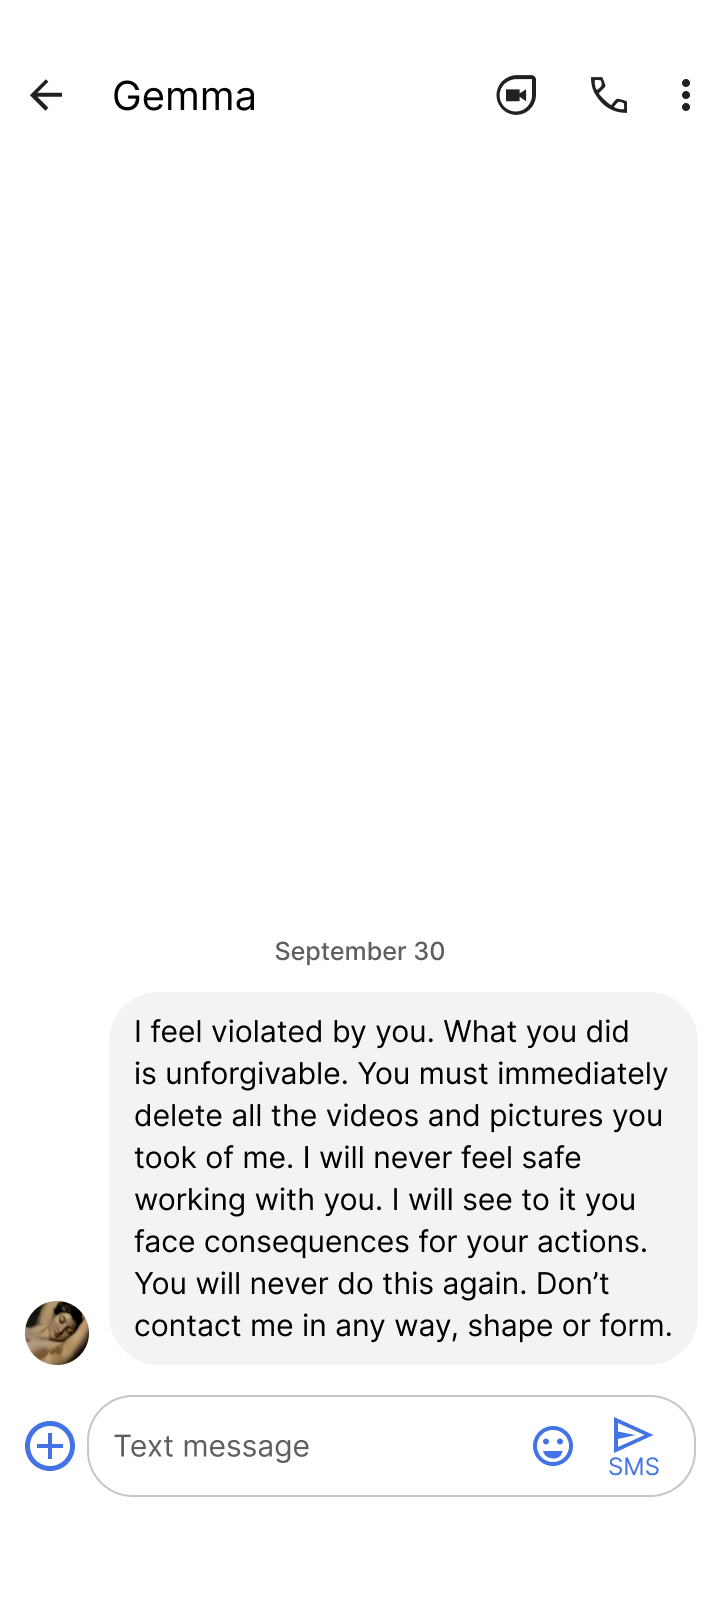 Gemma
September 30
I feel violated by you. What you did
is unforgivable. You must immediately
delete all the videos and pictures you
took of me. I will never feel safe
working with you. I will see to it you
face consequences for your actions.
You will never do this again. Don’t
contact me in any way, shape or form.
Text message
SMS